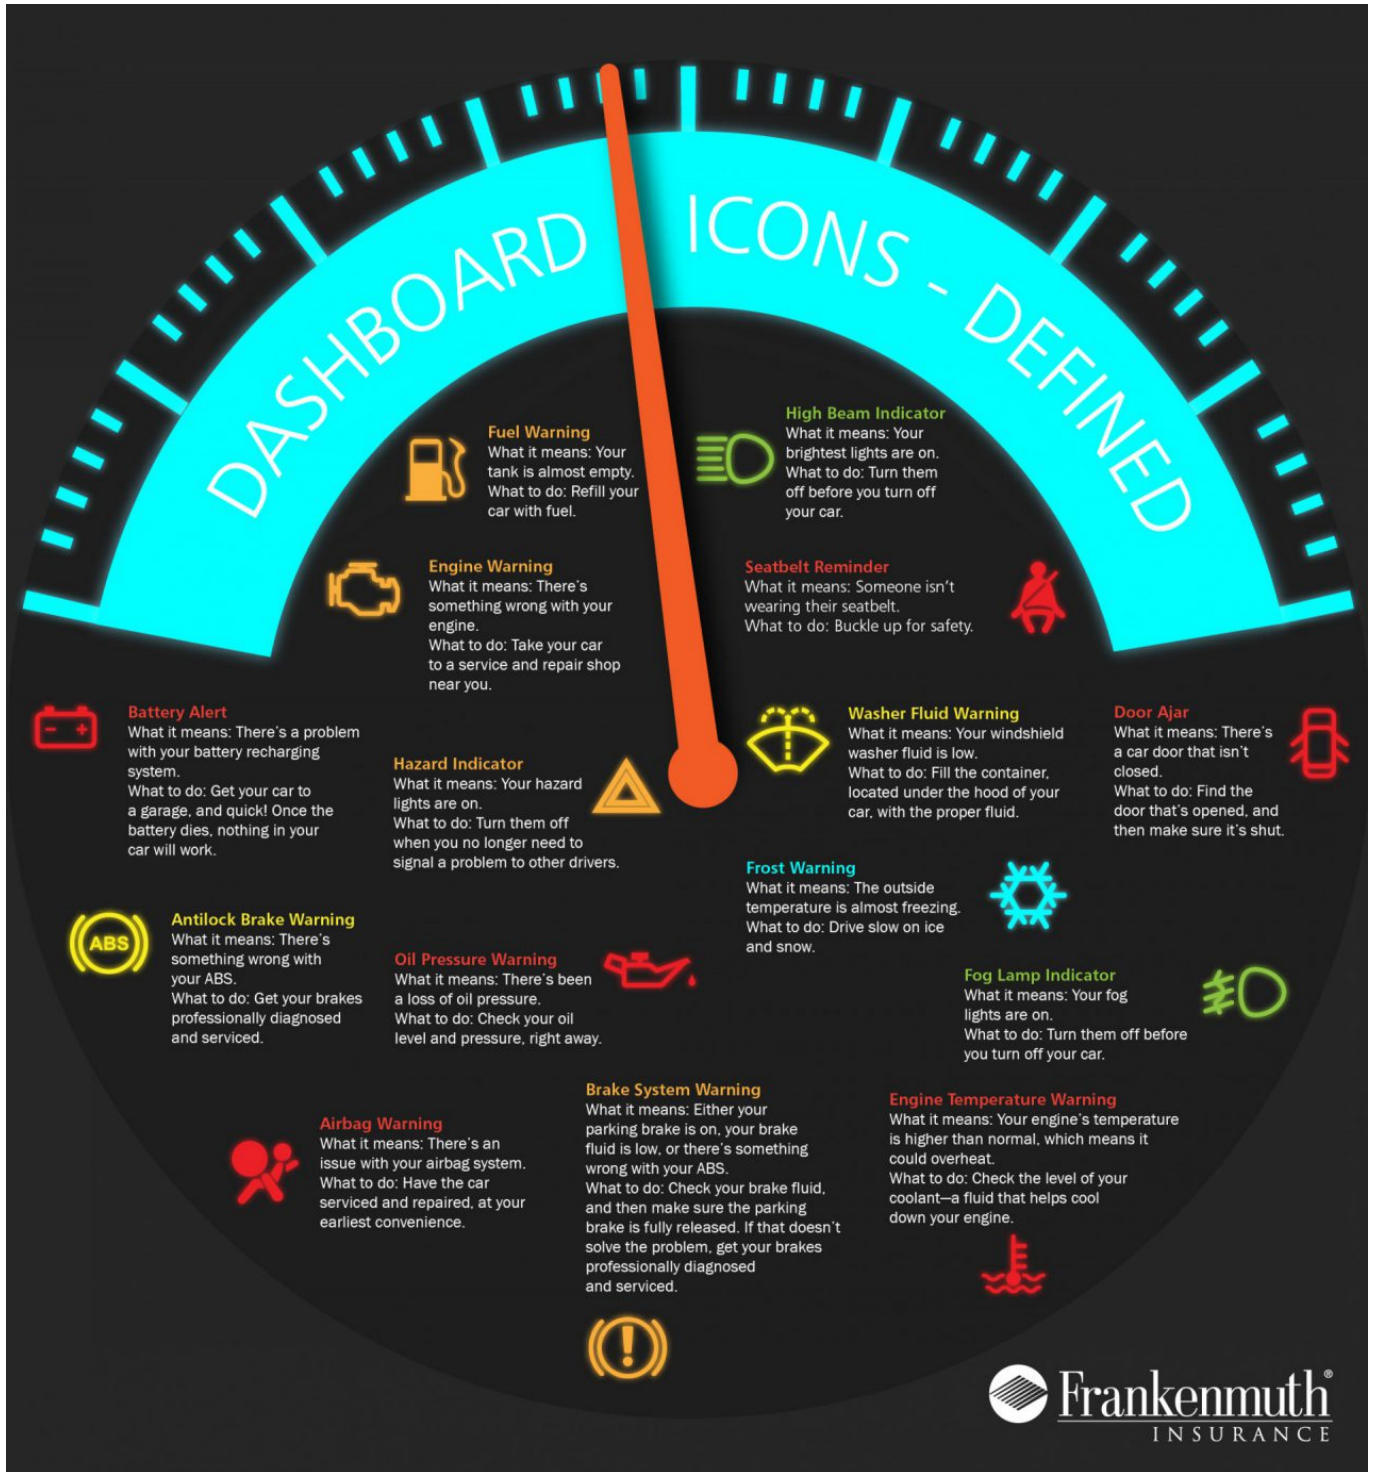 DASHBOARD ICONS - DEFINED
Fuel Warning
What it means: Your
tank is almost empty.
What to do: Refill your
car with fuel.
High Beam Indicator
What it means: Your
brightest lights are on.
What to do: Turn them
off before you turn off
your car.
Engine Warning
What it means: There's
something wrong with your
engine.
What to do: Take your car
to a service and repair shop
near you.
Seatbelt Reminder
What it means: Someone isn't
wearing their seatbelt.
What to do: Buckle up for safety.
Battery Alert
What it means: There's a problem
with your battery recharging
system.
What to do: Get your car to
a garage, and quick! Once the
battery dies, nothing in your
car will work.
Hazard Indicator
What it means: Your hazard
lights are on.
What to do: Turn them off
when you no longer need to
signal a problem to other drivers.
Washer Fluid Warning
What it means: Your windshield
washer fluid is low.
What to do: Fill the container,
located under the hood of your
car, with the proper fluid.
Door Ajar
What it means: There's
a car door that isn't
closed.
What to do: Find the
door that's opened, and
then make sure it's shut.
Frost Warning
What it means: The outside
temperature is almost freezing.
What to do: Drive slow on ice
and snow.
ABS
Antilock Brake Warning
What it means: There's
something wrong with
your ABS.
What to do: Get your brakes
professionally diagnosed
and serviced.
Oil Pressure Warning
What it means: There's been
a loss of oil pressure.
What to do: Check your oil
level and pressure, right away.
Fog Lamp Indicator
What it means: Your fog
lights are on.
What to do: Turn them off before
you turn off your car.
Airbag Warning
What it means: There's an
issue with your airbag system.
What to do: Have the car
serviced and repaired, at your
earliest convenience.
Brake System Warning
What it means: Either your
parking brake is on, your brake
fluid is low, or there's something
wrong with your ABS.
What to do: Check your brake fluid,
and then make sure the parking
brake is fully released. If that doesn't
solve the problem, get your brakes
professionally diagnosed
and serviced.
Engine Temperature Warning
What it means: Your engine's temperature
is higher than normal, which means it
could overheat.
What to do: Check the level of your
coolant—a fluid that helps cool
down your engine.
Frankenmuth®
INSURANCE